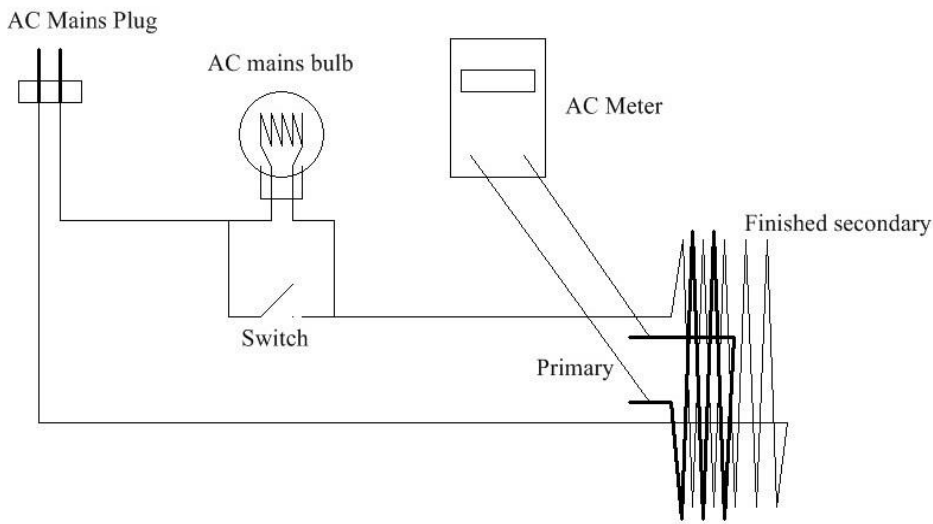 AC Mains Plug
AC mains bulb
AC Meter
Finished secondary
Switch
Primary